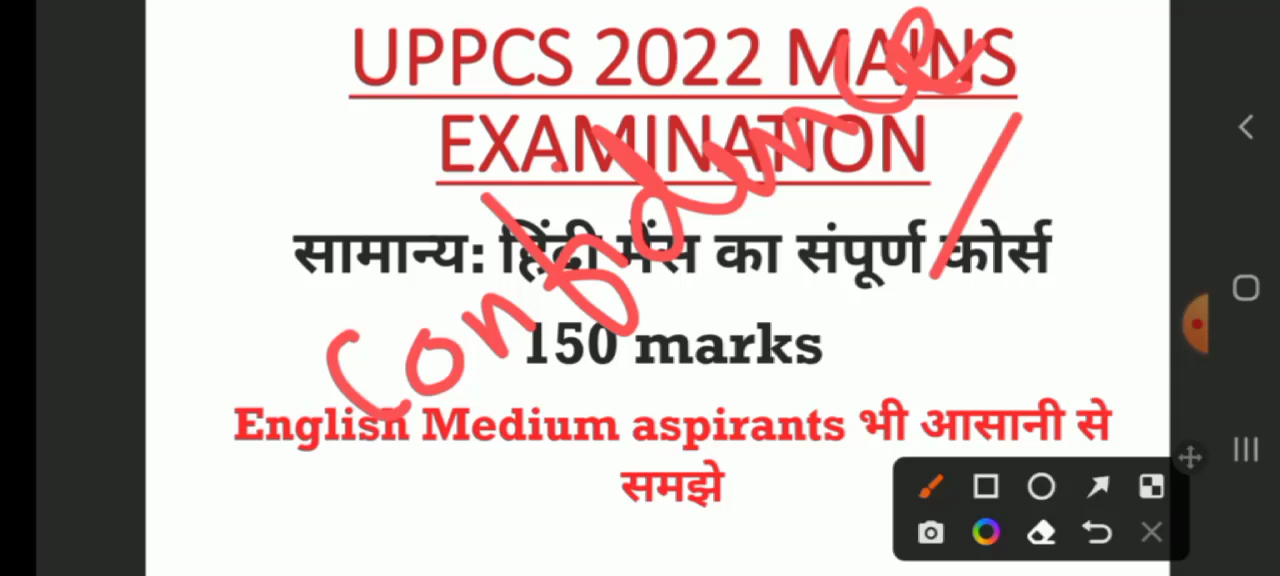 UPPCS 2022 MAINS
EXAMINATION
सामान्य: हिंदी मेंस का संपूर्ण कोर्स
150 marks
English Medium aspirants भी आसानी से
समझे
Confidence